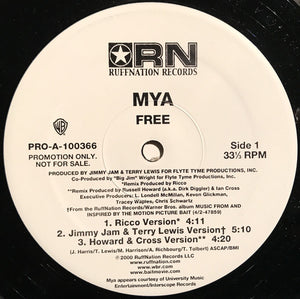 RN
RUFFNATION RECORDS
MYA
FREE
PRO-A-100366
PROMOTION ONLY.
NOT FOR SALE.
Side 1
33⅓ RPM
PRODUCED BY JIMMY JAM & TERRY LEWIS FOR FLYTE TYME PRODUCTIONS, INC.
Co-produced by "Big Jim" Wright for Flyte Tyme Productions, Inc.
*Remix Produced by Ricco
**Remix Produced by Russell Howard (a.k.a. Dirk Diggler) & Ian Cross
Executive Producers; L. Londell McMillan, Kevon Glickman,
Tracey Waples, Chris Schwartz
†From the RuffNation Records/Warner Bros. album MUSIC FROM AND
INSPIRED BY THE MOTION PICTURE BAIT (4/2-47859)
1. Ricco Version* 4:11
2. Jimmy Jam & Terry Lewis Version† 5:10
3. Howard & Cross Version** 4:20
(J. Harris/T. Lewis/M. Harrison/A. Richbourg/T. Tolbert) ASCAP/BMI
℗ 2000 RuffNation Records LLC
www.ruffnation.com
www.wbr.com
www.baitmovie.com
Mya appears courtesy of University Music
Entertainment/Interscope Records